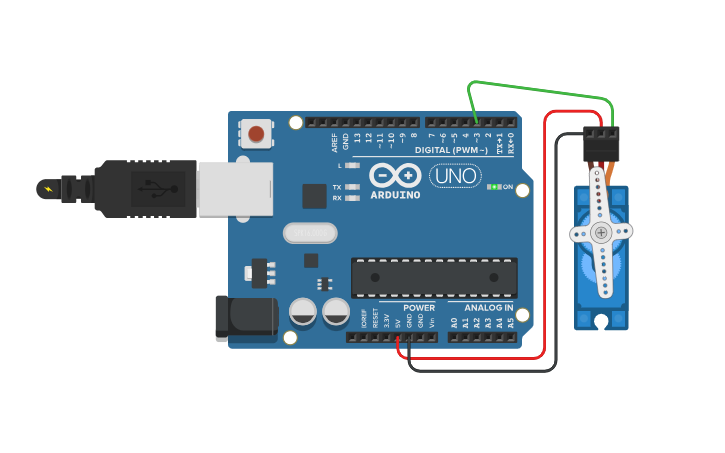 AREF
GND
13
12
~11
~10
~9
8
7
~6
~5
4
~3
2
TX→1
RX←0
DIGITAL (PWM~)
L
TX
RX
ARDUINO
UNO
ON
POWER
ANALOG IN
IOREF
RESET
3.3V
5V
GND
GND
Vin
A0
A1
A2
A3
A4
A5